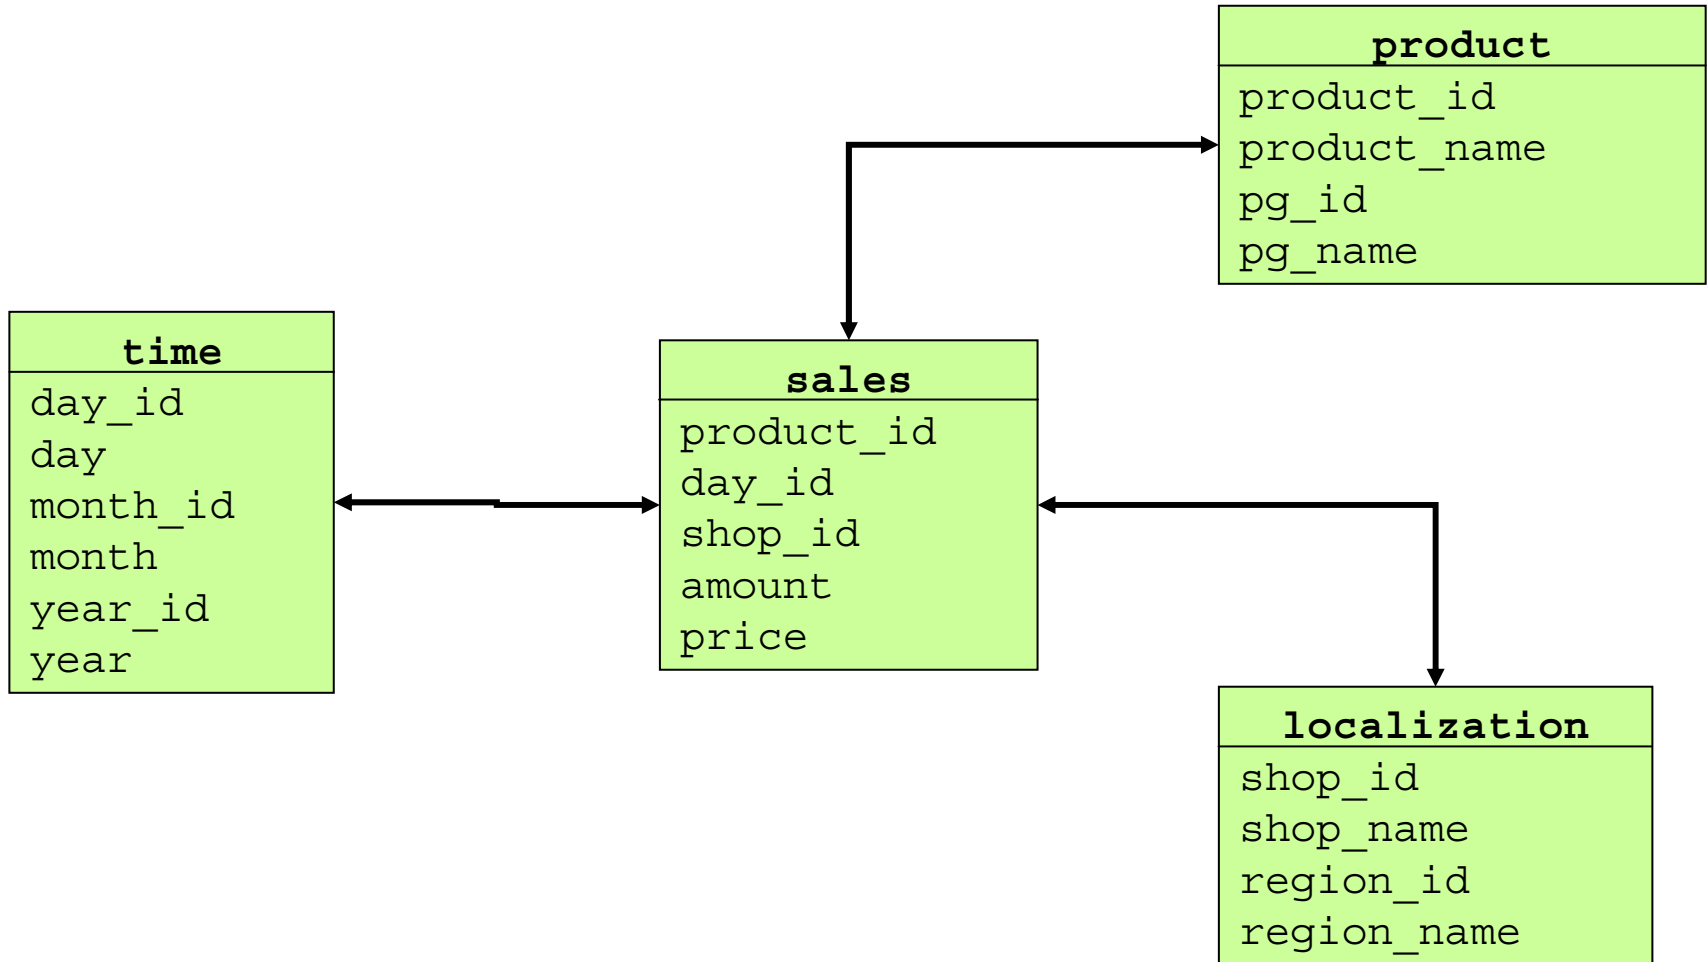 product
product_id
product_name
pg_id
pg_name
time
day_id
day
month_id
month
year_id
year
sales
product_id
day_id
shop_id
amount
price
localization
shop_id
shop_name
region_id
region_name